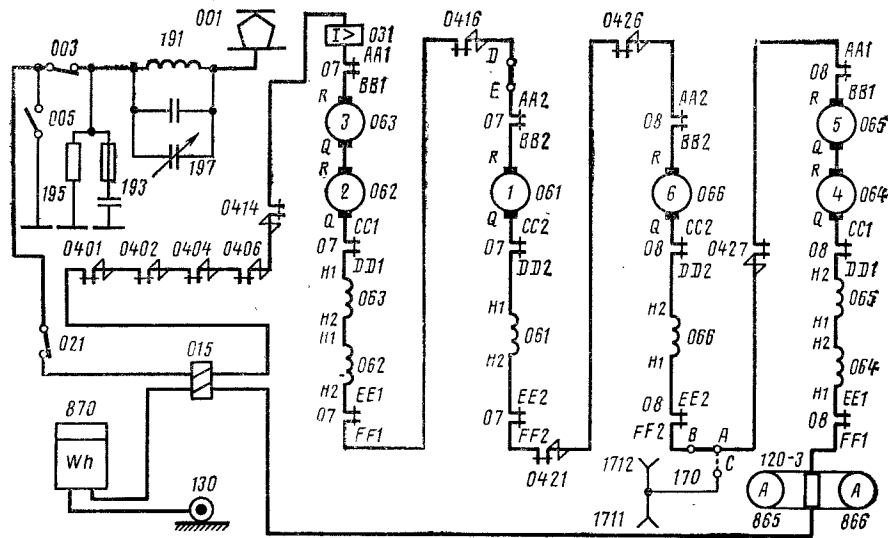 001
191
003
005
197
195
193
0414
0401
0402
0404
0406
021
015
870
Wh
130
I>
031
AA1
07
BB1
R
3
063
Q
R
2
062
Q
CC1
07
DD1
H1
063
H2
H1
062
H2
EE1
07
FF1
0416
D
E
AA2
07
BB2
R
1
061
Q
CC2
07
DD2
H1
061
H2
EE2
07
FF2
0421
0426
AA2
08
BB2
R
6
066
Q
CC2
08
DD2
H2
066
H1
08
EE2
FF2
B
A
C
170
1712
1711
0427
AA1
08
BB1
R
5
065
Q
R
4
064
Q
CC1
08
DD1
H2
065
H1
H2
064
H1
EE1
08
FF1
120-3
A
A
865
866